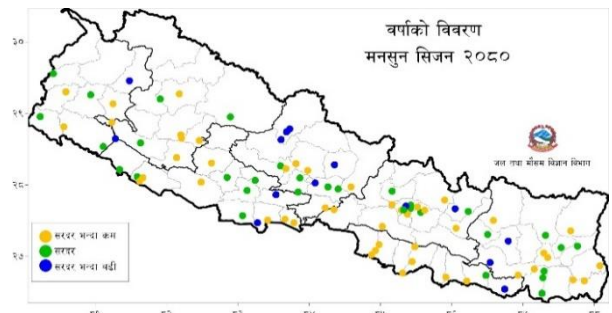 वर्षाको विवरण
मनसुन सिजन २०८०
३०
२९
जल तथा मौसम विज्ञान विभाग
२८
सरदर भन्दा कम
सरदर
सरदर भन्दा बढी
२७